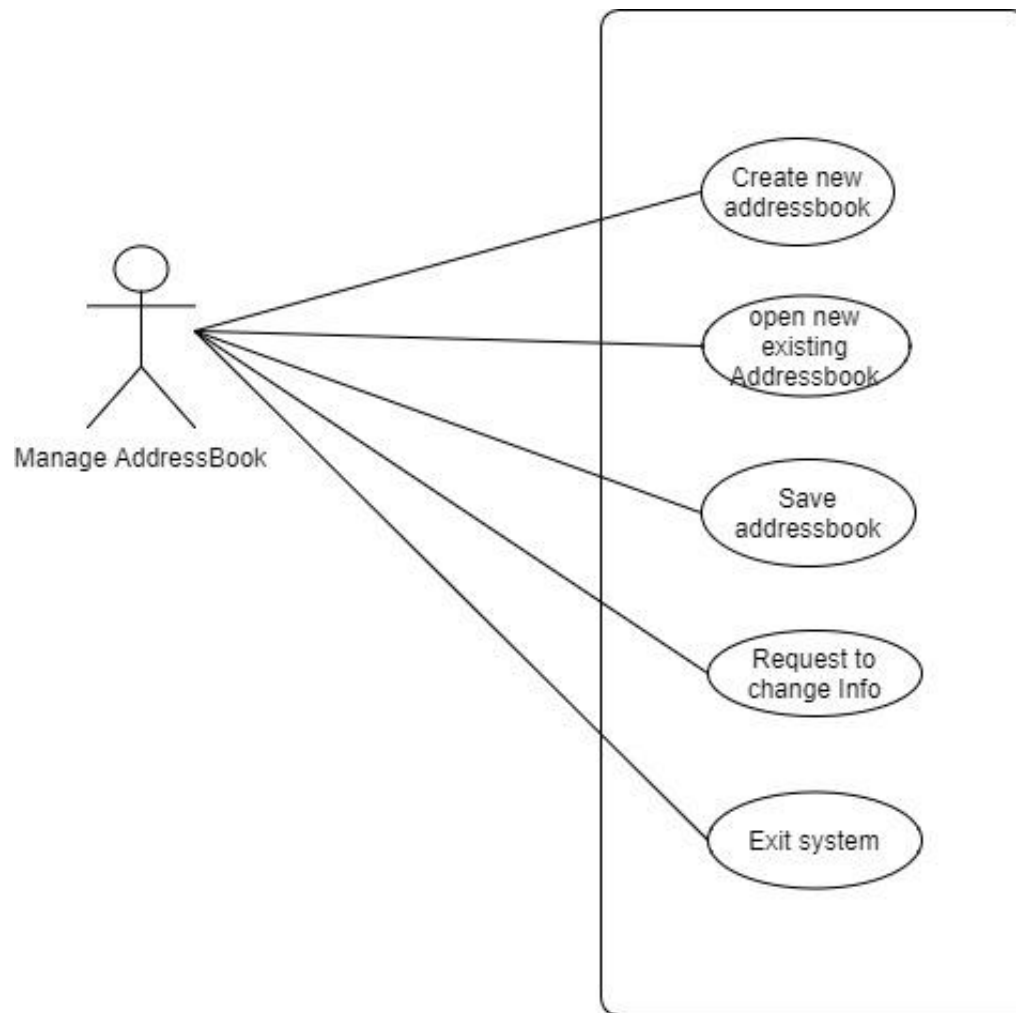 Create new
addressbook
open new
existing
Addressbook
Manage AddressBook
Save
addressbook
Request to
change Info
Exit system